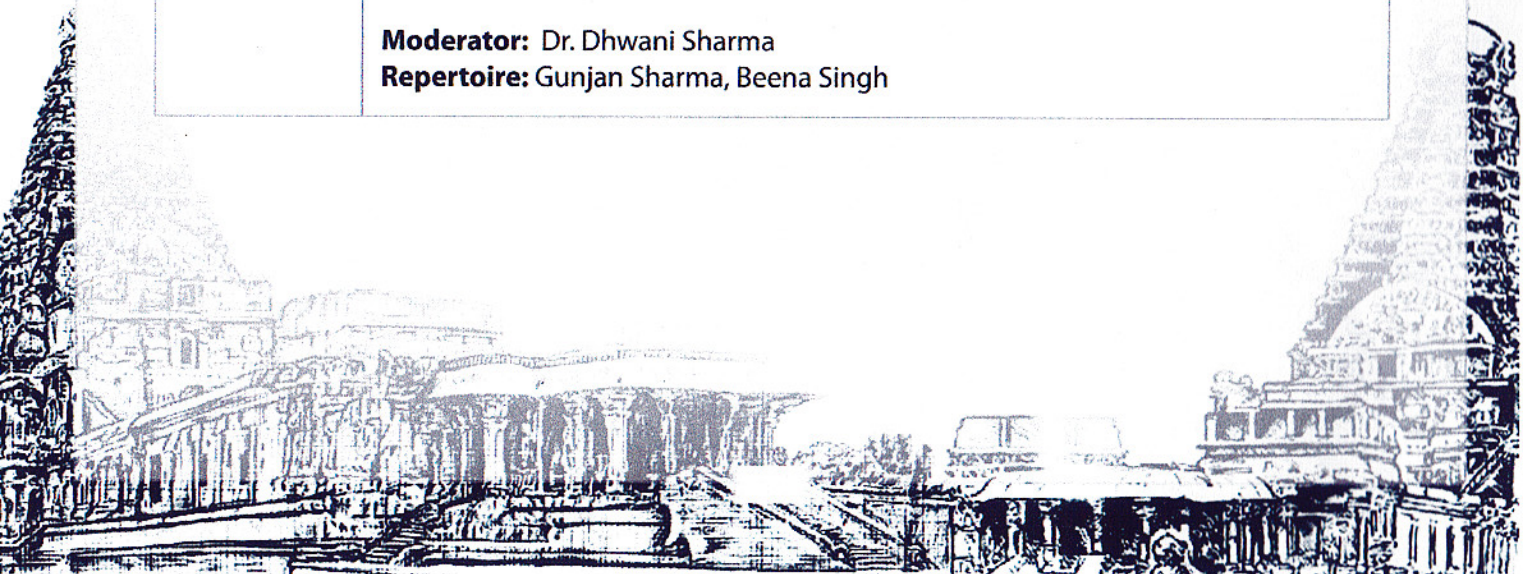 Moderator: Dr. Dhwani Sharma
Repertoire: Gunjan Sharma, Beena Singh